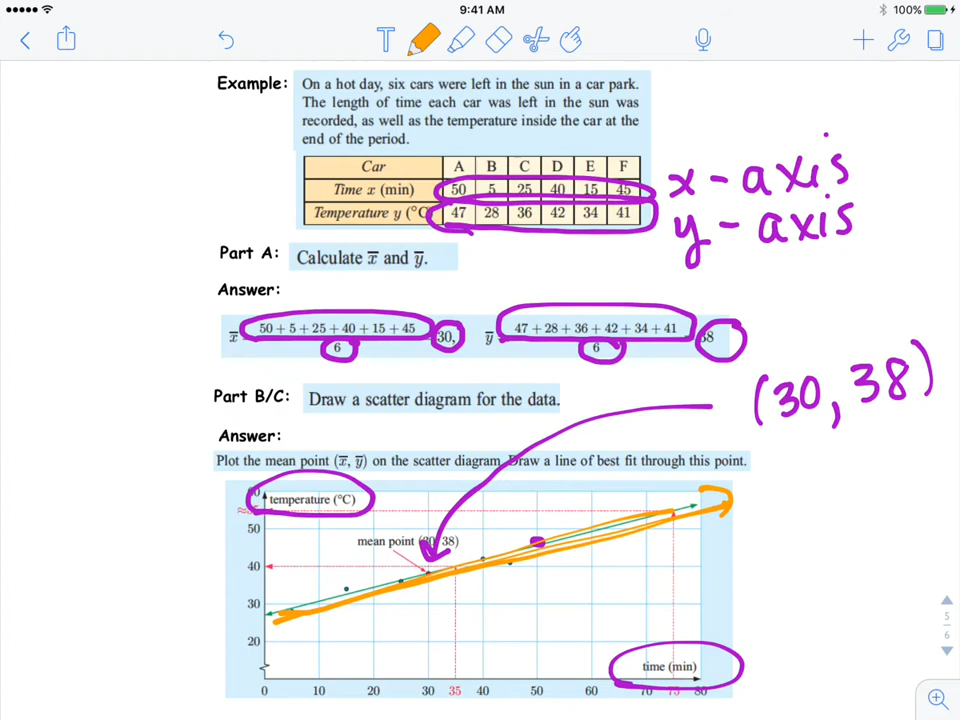 9:41 AM
100%
Example: On a hot day, six cars were left in the sun in a car park.
The length of time each car was left in the sun was
recorded, as well as the temperature inside the car at the
end of the period.
Car A B C D E F
Time x (min) 50 5 25 40 15 45
Temperature y (°C) 47 28 36 42 34 41
x - axis
y - axis
Part A: Calculate x̅ and y̅.
Answer:
x̅ 50 + 5 + 25 + 40 + 15 + 45 30, y̅ 47 + 28 + 36 + 42 + 34 + 41 38
6 6
(30, 38)
Part B/C: Draw a scatter diagram for the data.
Answer:
Plot the mean point (x̅, y̅) on the scatter diagram. Draw a line of best fit through this point.
60 temperature (°C)
≈55
50
mean point (30, 38)
40
30
20
time (min)
0 10 20 30 35 40 50 60 70 75 80
5
6